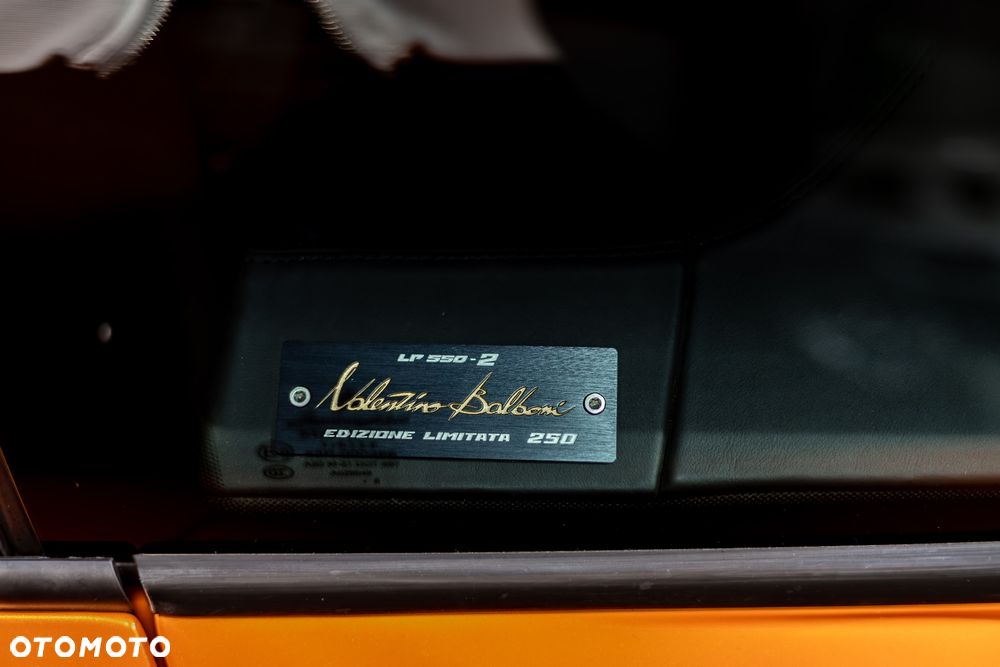 LP 550-2
Valentino Balboni
EDIZIONE LIMITATA 250
OTOMOTO